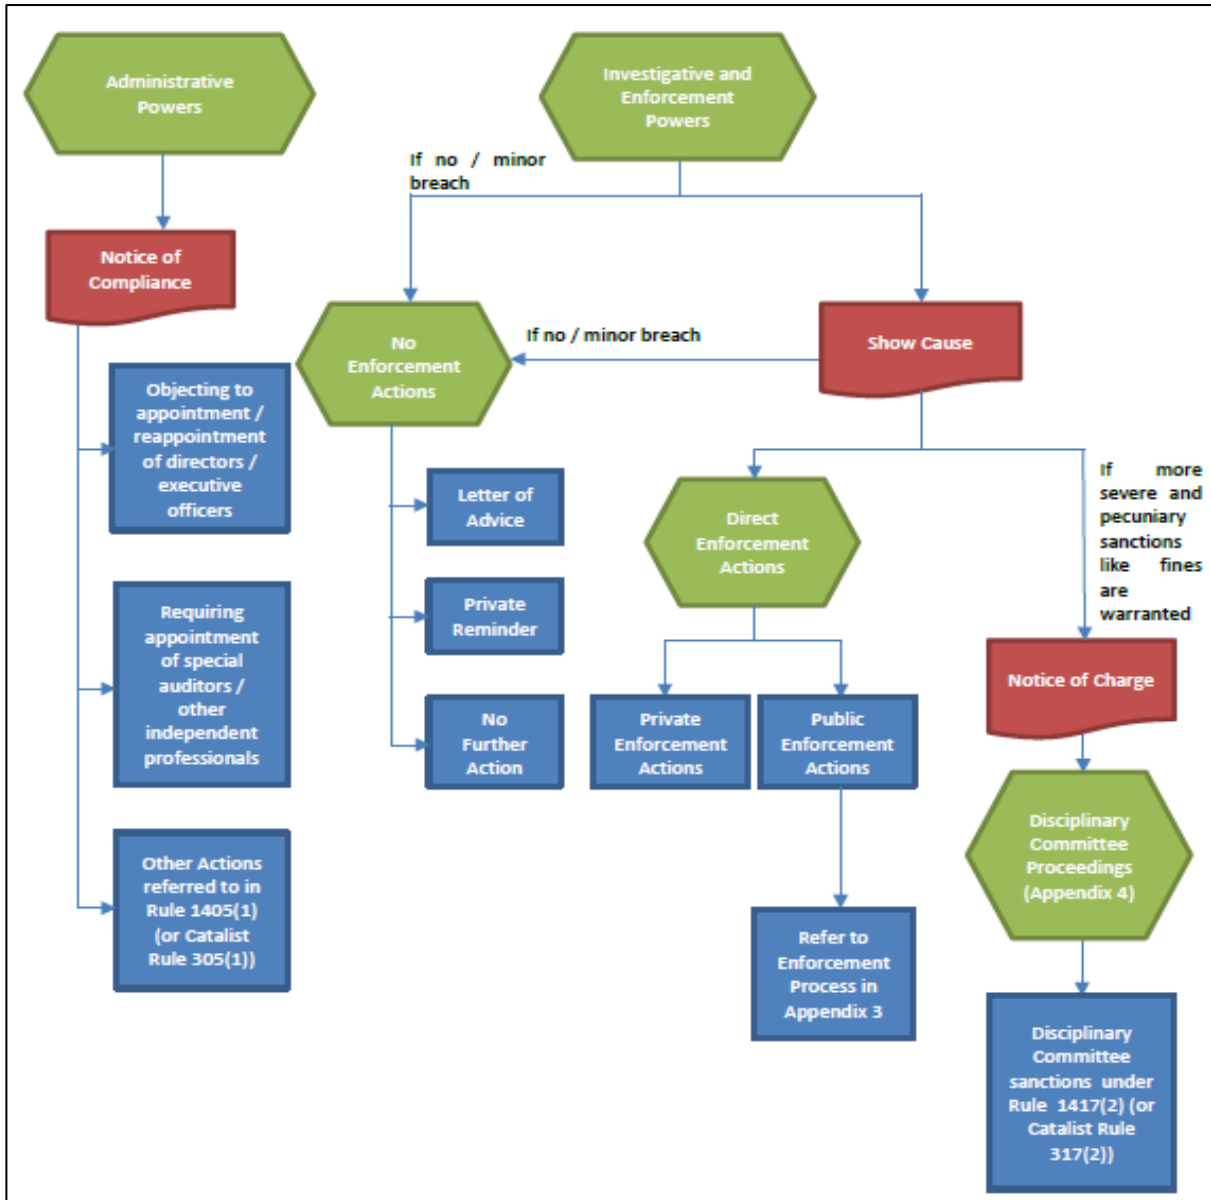 Administrative
Powers
Investigative and
Enforcement
Powers
If no / minor
breach
Notice of
Compliance
No
Enforcement
Actions
If no / minor breach
Show Cause
Objecting to
appointment /
reappointment
of directors /
executive
officers
Letter of
Advice
Direct
Enforcement
Actions
If more
severe and
pecuniary
sanctions
like fines
are
warranted
Requiring
appointment
of special
auditors /
other
independent
professionals
Private
Reminder
Notice of Charge
No
Further
Action
Private
Enforcement
Actions
Public
Enforcement
Actions
Other Actions
referred to in
Rule 1405(1)
(or Catalist
Rule 305(1))
Disciplinary
Committee
Proceedings
(Appendix 4)
Refer to
Enforcement
Process in
Appendix 3
Disciplinary
Committee
sanctions under
Rule 1417(2) (or
Catalist Rule
317(2))